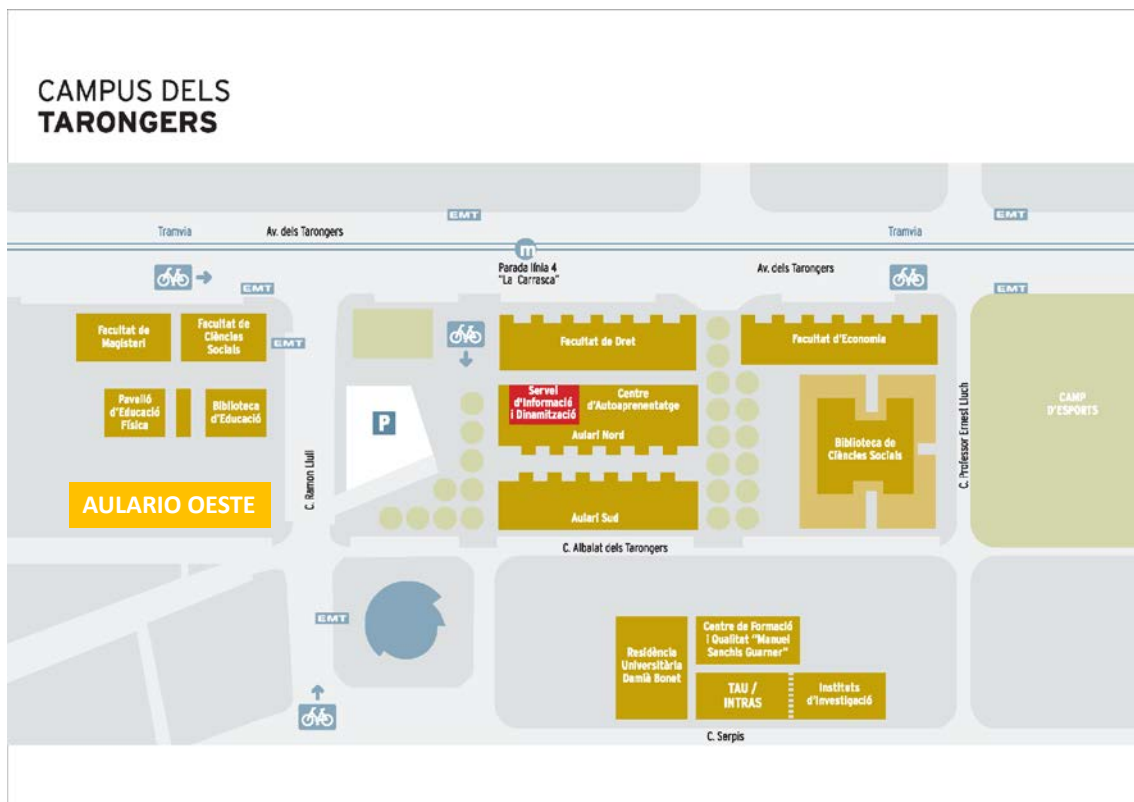 CAMPUS DELS
TARONGERS
EMT
EMT
Tramvia
Av. dels Tarongers
m
Tramvia
Parada línia 4
"La Carrasca"
Av. dels Tarongers
EMT
EMT
Facultat de
Magisteri
Facultat de
Ciències
Socials
EMT
Facultat de Dret
Facultat d'Economia
Pavelló
d'Educació
Física
Biblioteca
d'Educació
P
Servei
d'Informació
i Dinamització
Centre
d'Autoaprenentatge
Aulari Nord
Biblioteca de
Ciències Socials
C. Professor Ernest Lluch
CAMP
D'ESPORTS
AULARIO OESTE
C. Ramon Llull
Aulari Sud
C. Albalat dels Tarongers
EMT
Residència
Universitària
Damià Bonet
Centre de Formació
i Qualitat "Manuel
Sanchis Guarner"
TAU /
INTRAS
Instituts
d'Investigació
C. Serpis